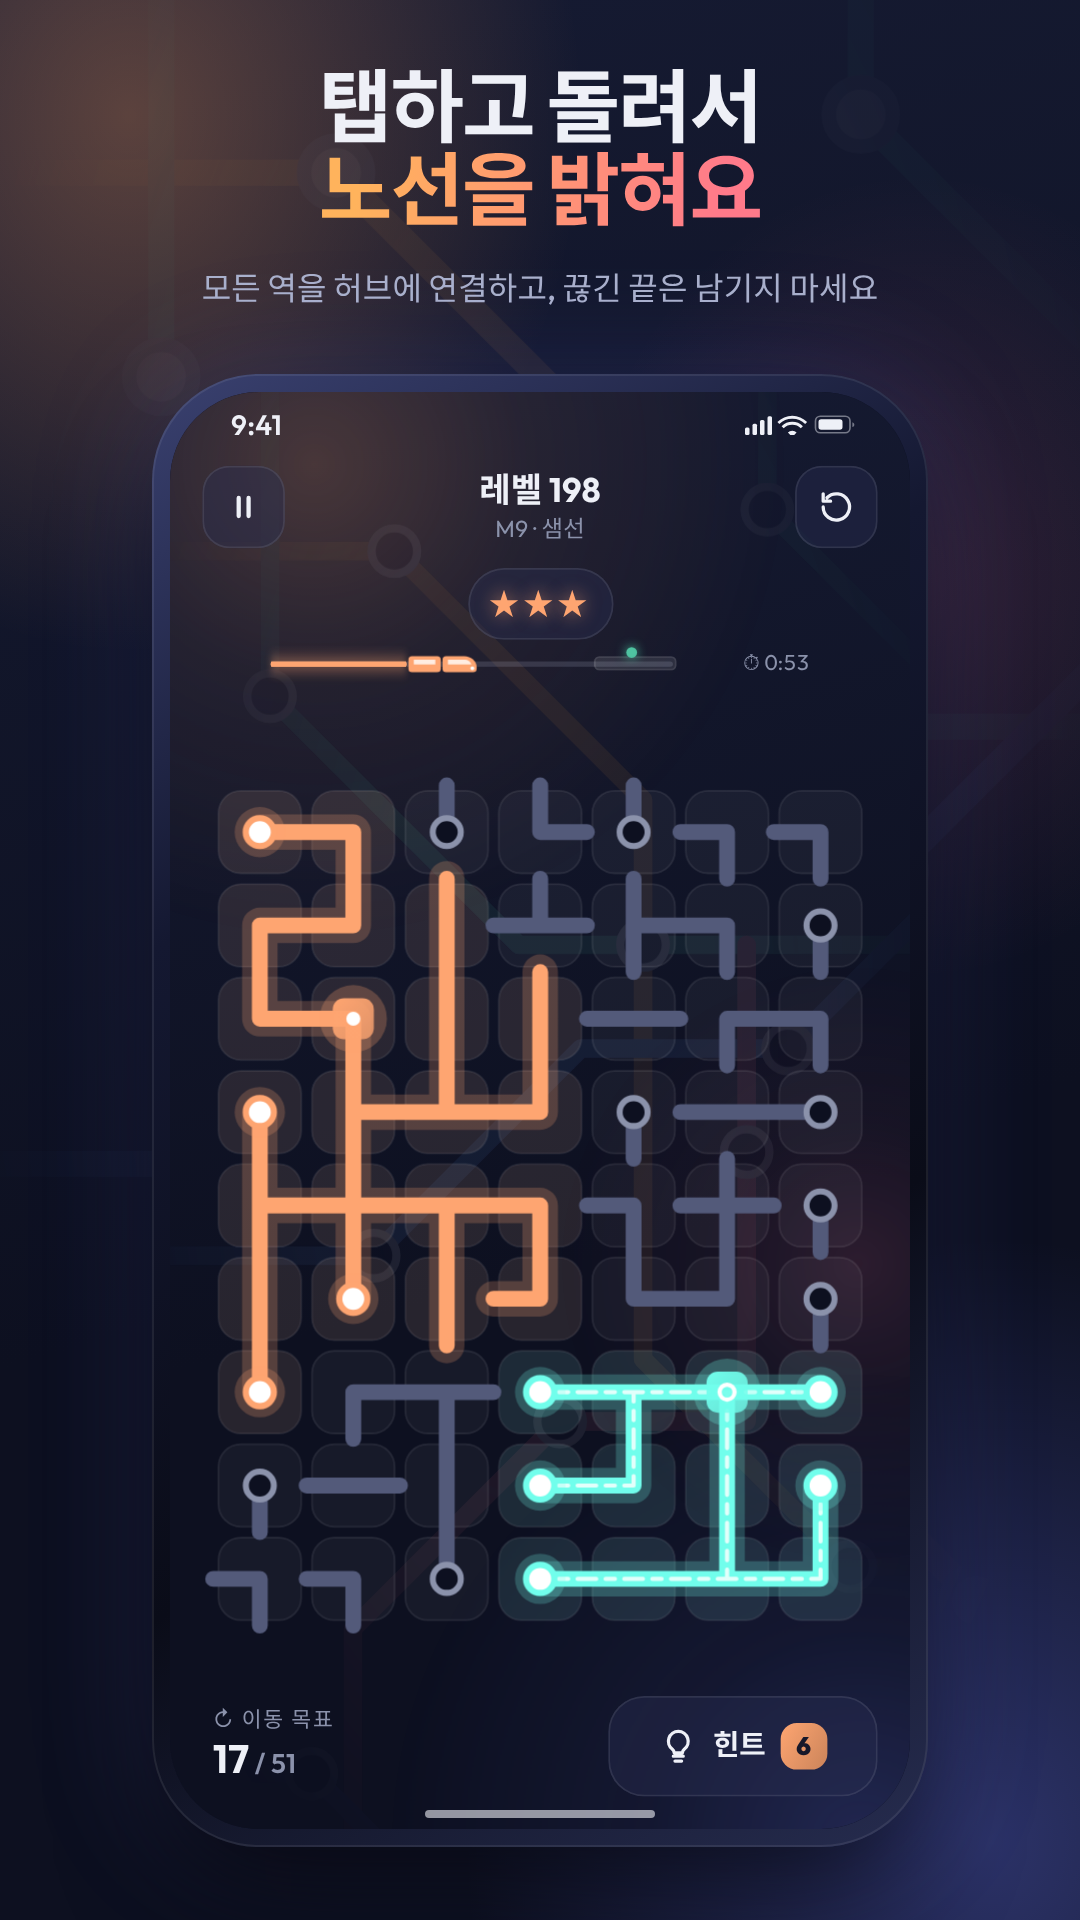 탭하고 돌려서
노선을 밝혀요
모든 역을 허브에 연결하고, 끊긴 끝은 남기지 마세요
9:41
레벨 198
M9 · 샘선
★★★
⏱ 0:53
↻ 이동 목표
17 / 51
힌트 6